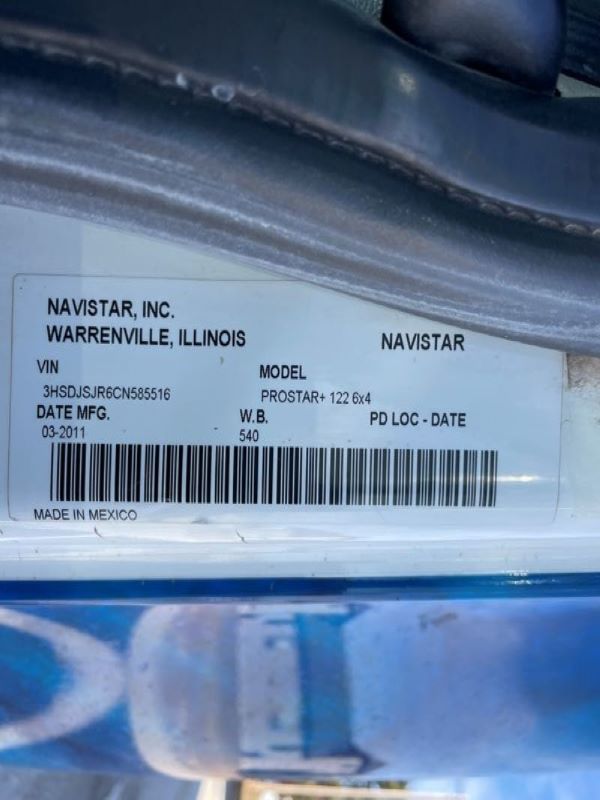 NAVISTAR, INC.
WARRENVILLE, ILLINOIS NAVISTAR
VIN MODEL
3HSDJSJR6CN585516 PROSTAR+ 122 6x4
DATE MFG. W.B. PD LOC - DATE
03-2011 540
MADE IN MEXICO